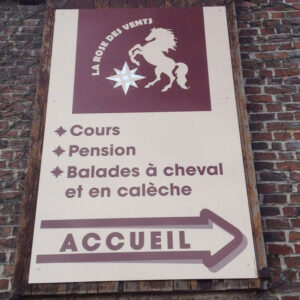 LA ROSE DES VENTS
Cours
Pension
Balades à cheval
et en calèche
ACCUEIL